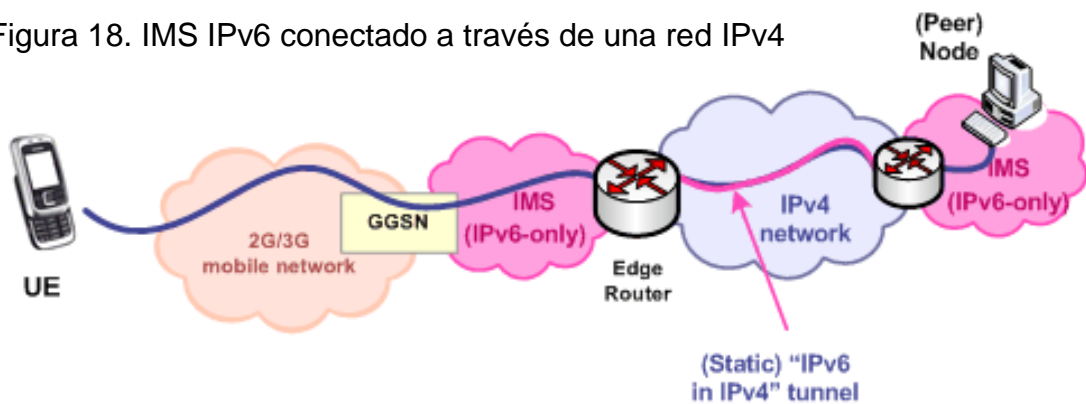 Figura 18. IMS IPv6 conectado a través de una red IPv4
(Peer)
Node
UE
2G/3G
mobile network
GGSN
IMS
(IPv6-only)
Edge
Router
IPv4
network
IMS
(IPv6-only)
(Static) “IPv6
in IPv4” tunnel